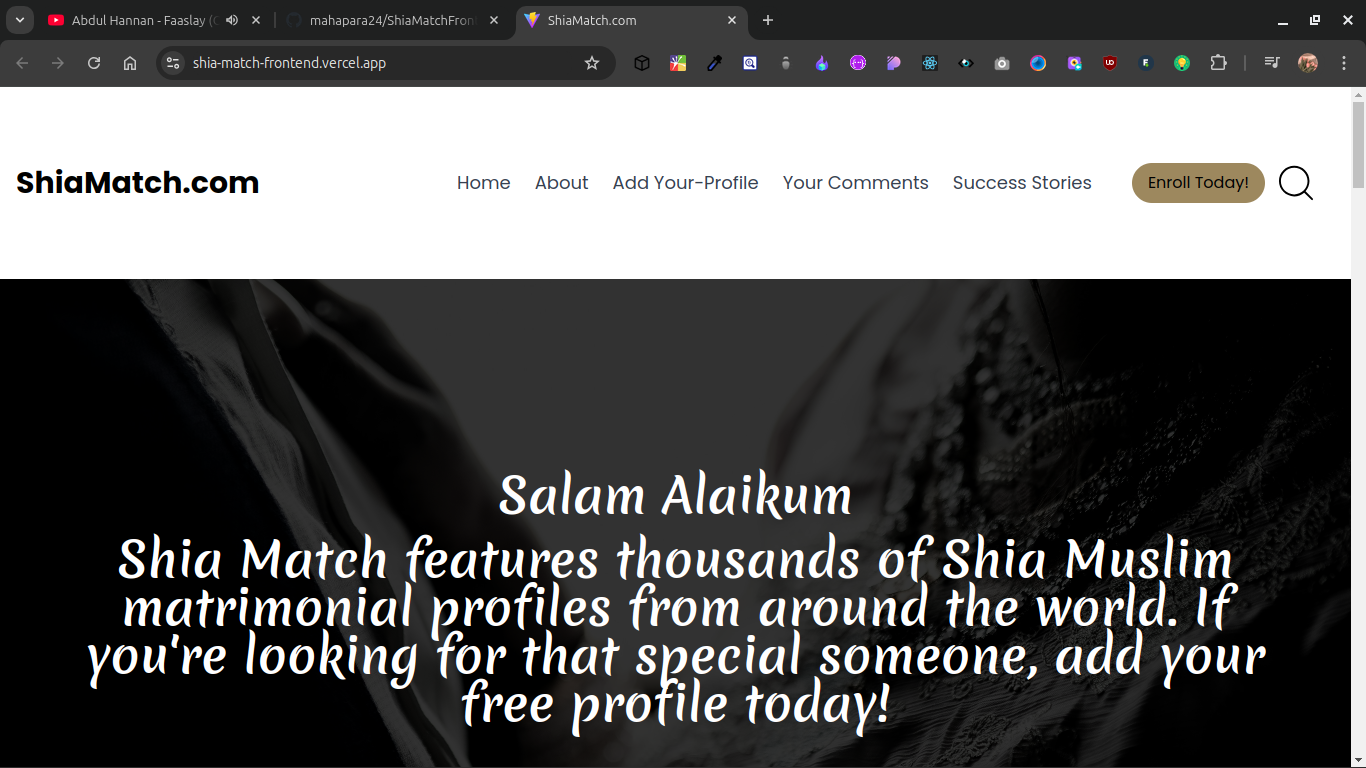 Abdul Hannan - Faaslay (
mahapara24/ShiaMatchFron
ShiaMatch.com
shia-match-frontend.vercel.app
ShiaMatch.com
Home
About
Add Your-Profile
Your Comments
Success Stories
Enroll Today!
Salam Alaikum
Shia Match features thousands of Shia Muslim
matrimonial profiles from around the world. If
you're looking for that special someone, add your
free profile today!